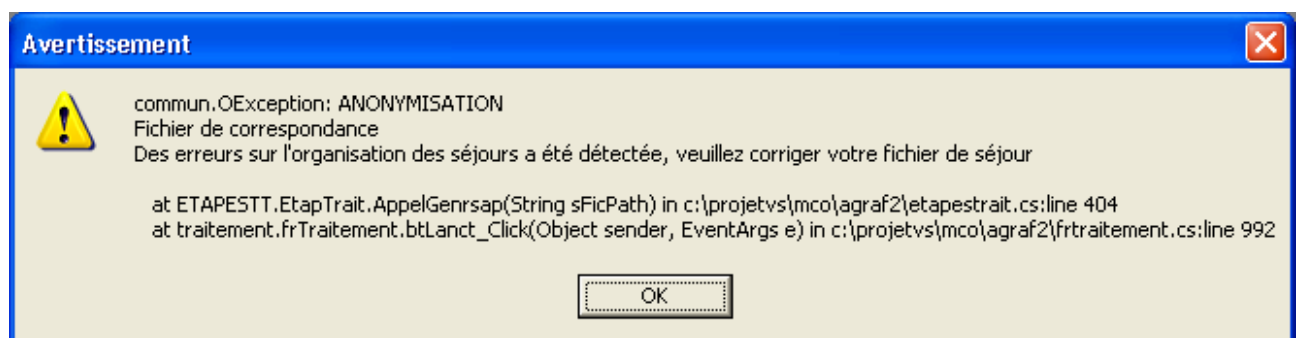 Avertissement
commun.OException: ANONYMISATION
Fichier de correspondance
Des erreurs sur l'organisation des séjours a été détectée, veuillez corriger votre fichier de séjour
at ETAPESTT.EtapTrait.AppelGenrsap(String sFicPath) in c:\projetvs\mco\agraf2\etapestrait.cs:line 404
at traitement.frTraitement.btLanct_Click(Object sender, EventArgs e) in c:\projetvs\mco\agraf2\frtraitement.cs:line 992
OK